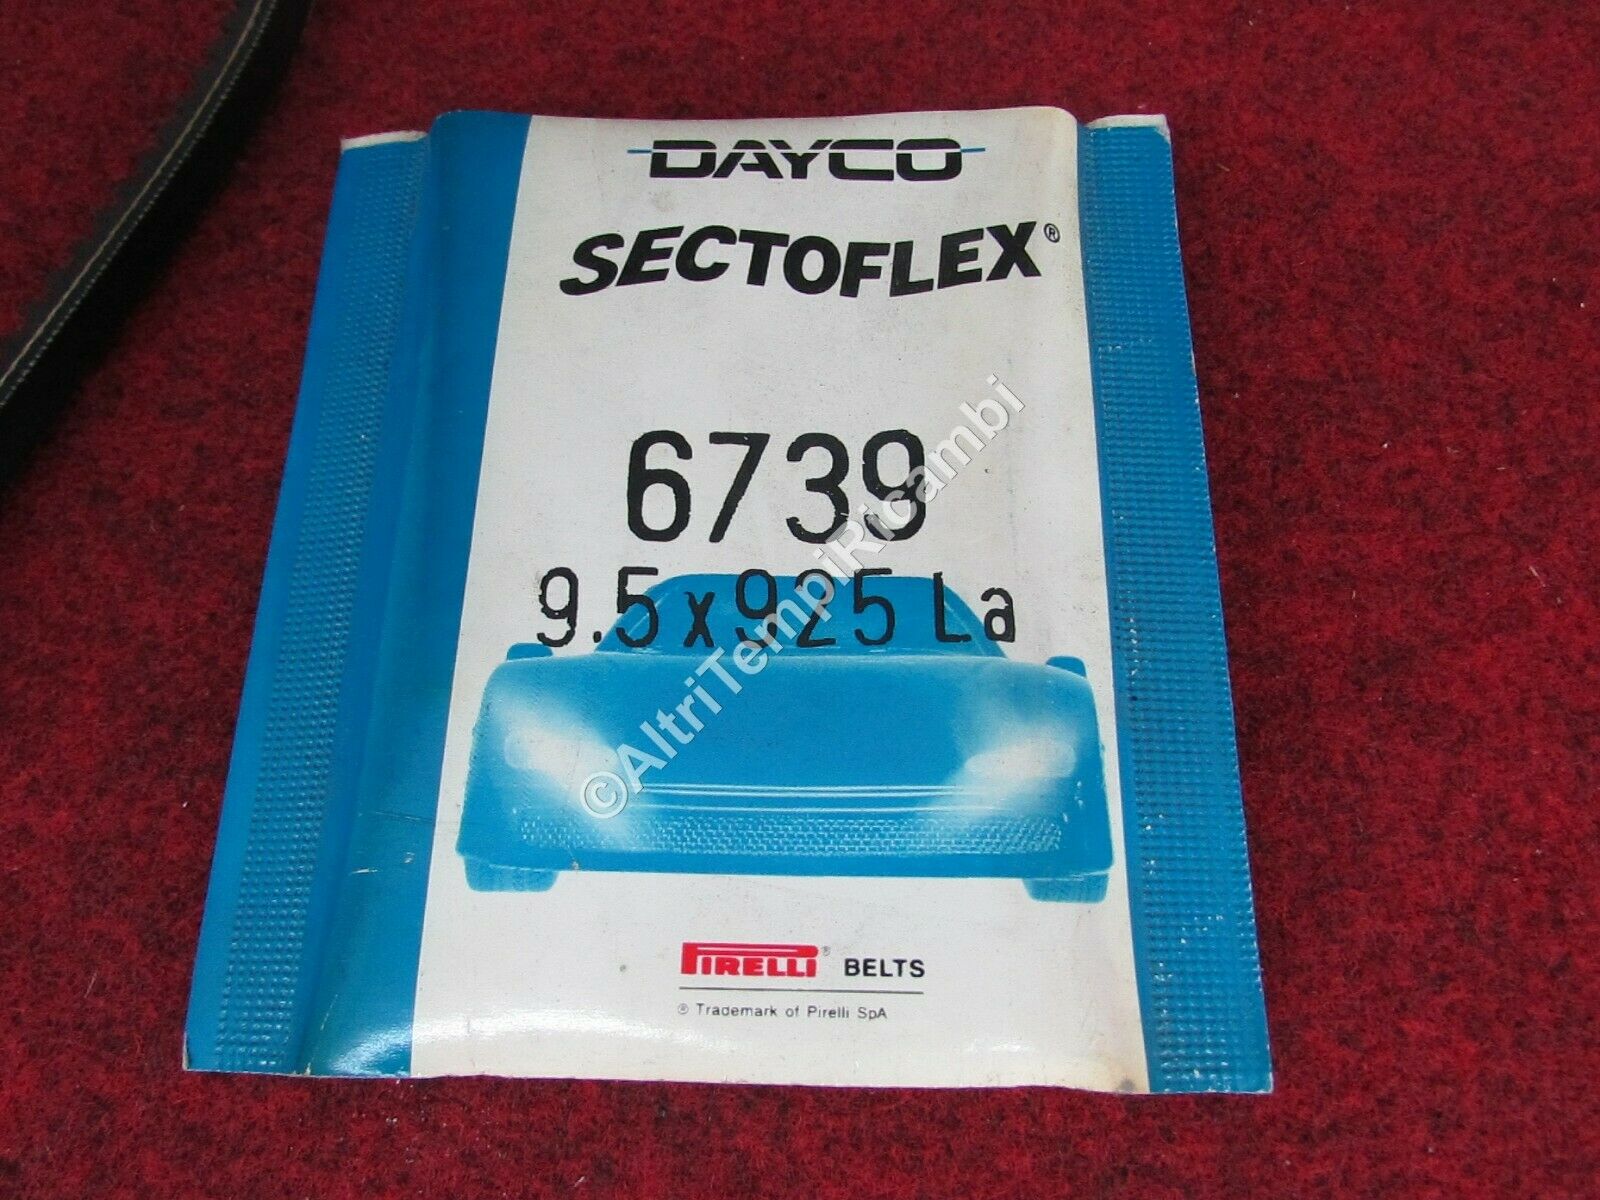 DAYCO
SECTOFLEX®
6739
9.5x925 La
©AltriTempiRicambi
PIRELLI® BELTS
® Trademark of Pirelli SpA